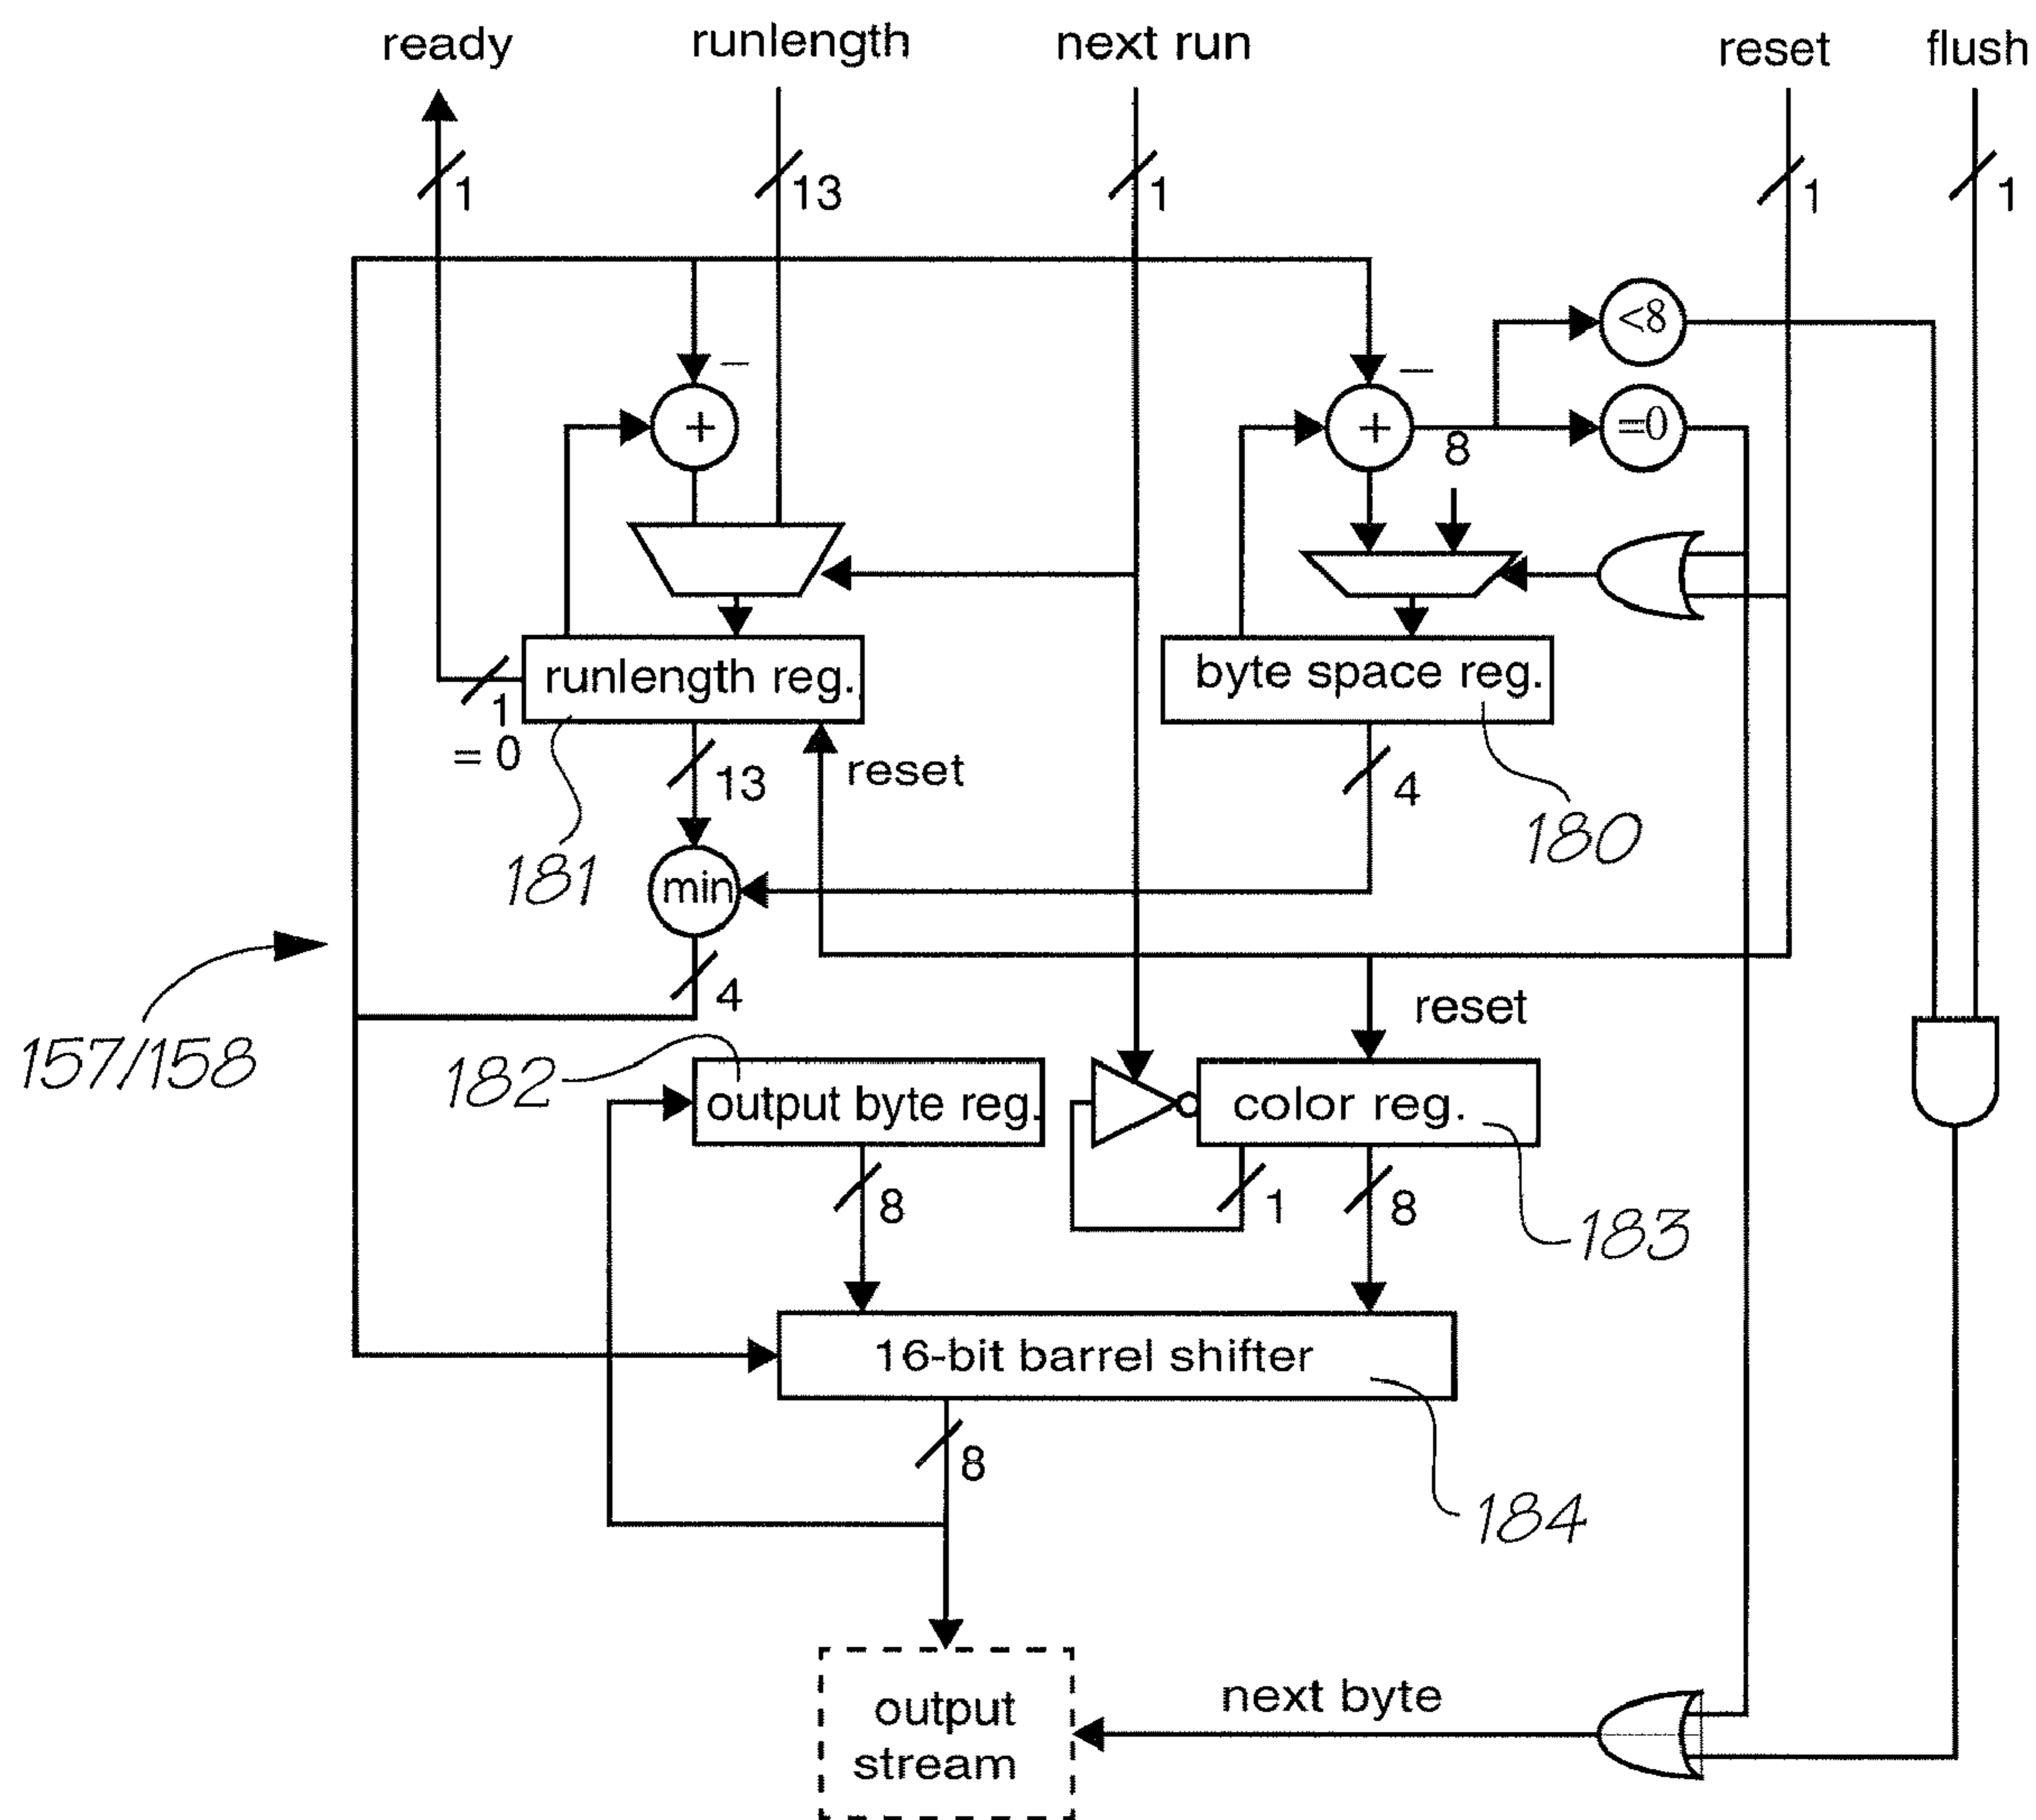 ready
runlength
next run
reset
flush
1
13
1
1
1
<8
−
−
+
+
=0
8
runlength reg.
byte space reg.
1
= 0
13
reset
4
181
180
min
4
reset
157/158
182
output byte reg.
color reg.
8
1
8
183
16-bit barrel shifter
8
184
next byte
output
stream